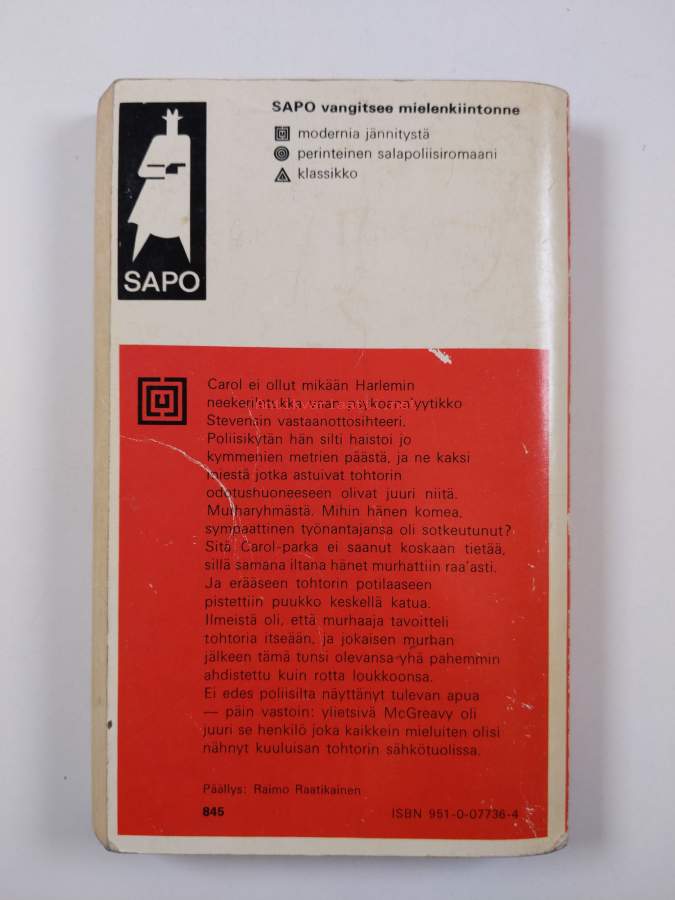 SAPO vangitsee mielenkiintonne
modernia jännitystä
perinteinen salapoliisiromaani
klassikko
SAPO
Carol ei ollut mikään Harlemin
neekerihutukka vaan
Stevensin vastaanottosihteeri.
Poliisikytän hän silti haistoi jo
kymmenien metrien päästä, ja ne kaksi
miestä jotka astuivat tohtorin
odotushuoneeseen olivat juuri niitä.
Murharyhmästä. Mihin hänen komea,
sympaattinen työnantajansa oli sotkeutunut?
Sitä Carol-parka ei saanut koskaan tietää,
sillä samana iltana hänet murhattiin raa'asti.
Ja erääseen tohtorin potilaaseen
pistettiin puukko keskellä katua.
Ilmeistä oli, että murhaaja tavoitteli
tohtoria itseään, ja jokaisen murhan
jälkeen tämä tunsi olevansa yhä pahemmin
ahdistettu kuin rotta loukkoonsa.
Ei edes poliisilta näyttänyt tulevan apua
— päin vastoin: ylietsivä McGreavy oli
juuri se henkilö joka kaikkein mieluiten olisi
nähnyt kuuluisan tohtorin sähkötuolissa.
Päällys: Raimo Raatikainen
845
ISBN 951-0-07736-4